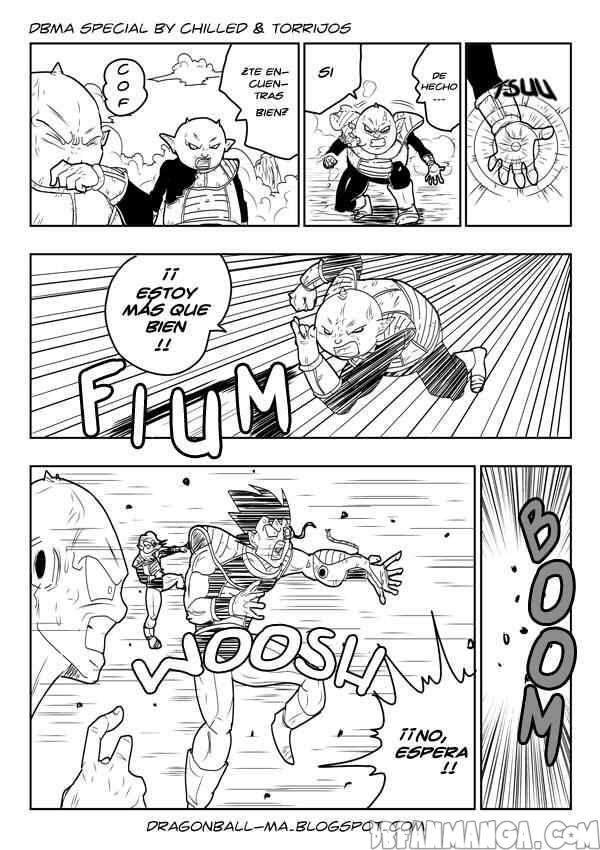 DBMA SPECIAL BY CHILLED & TORRIJOS
COF
¿TE EN-
CUEN-
TRAS
BIEN?
SI
DE
HECHO
...
TSUU
¡¡
ESTOY
MÁS QUE
BIEN
!!
FIUM
WOOSH
¡¡NO,
ESPERA
!!
BOOM
DRAGONBALL-MA.BLOGSPOT.COM
DBFANMANGA.COM